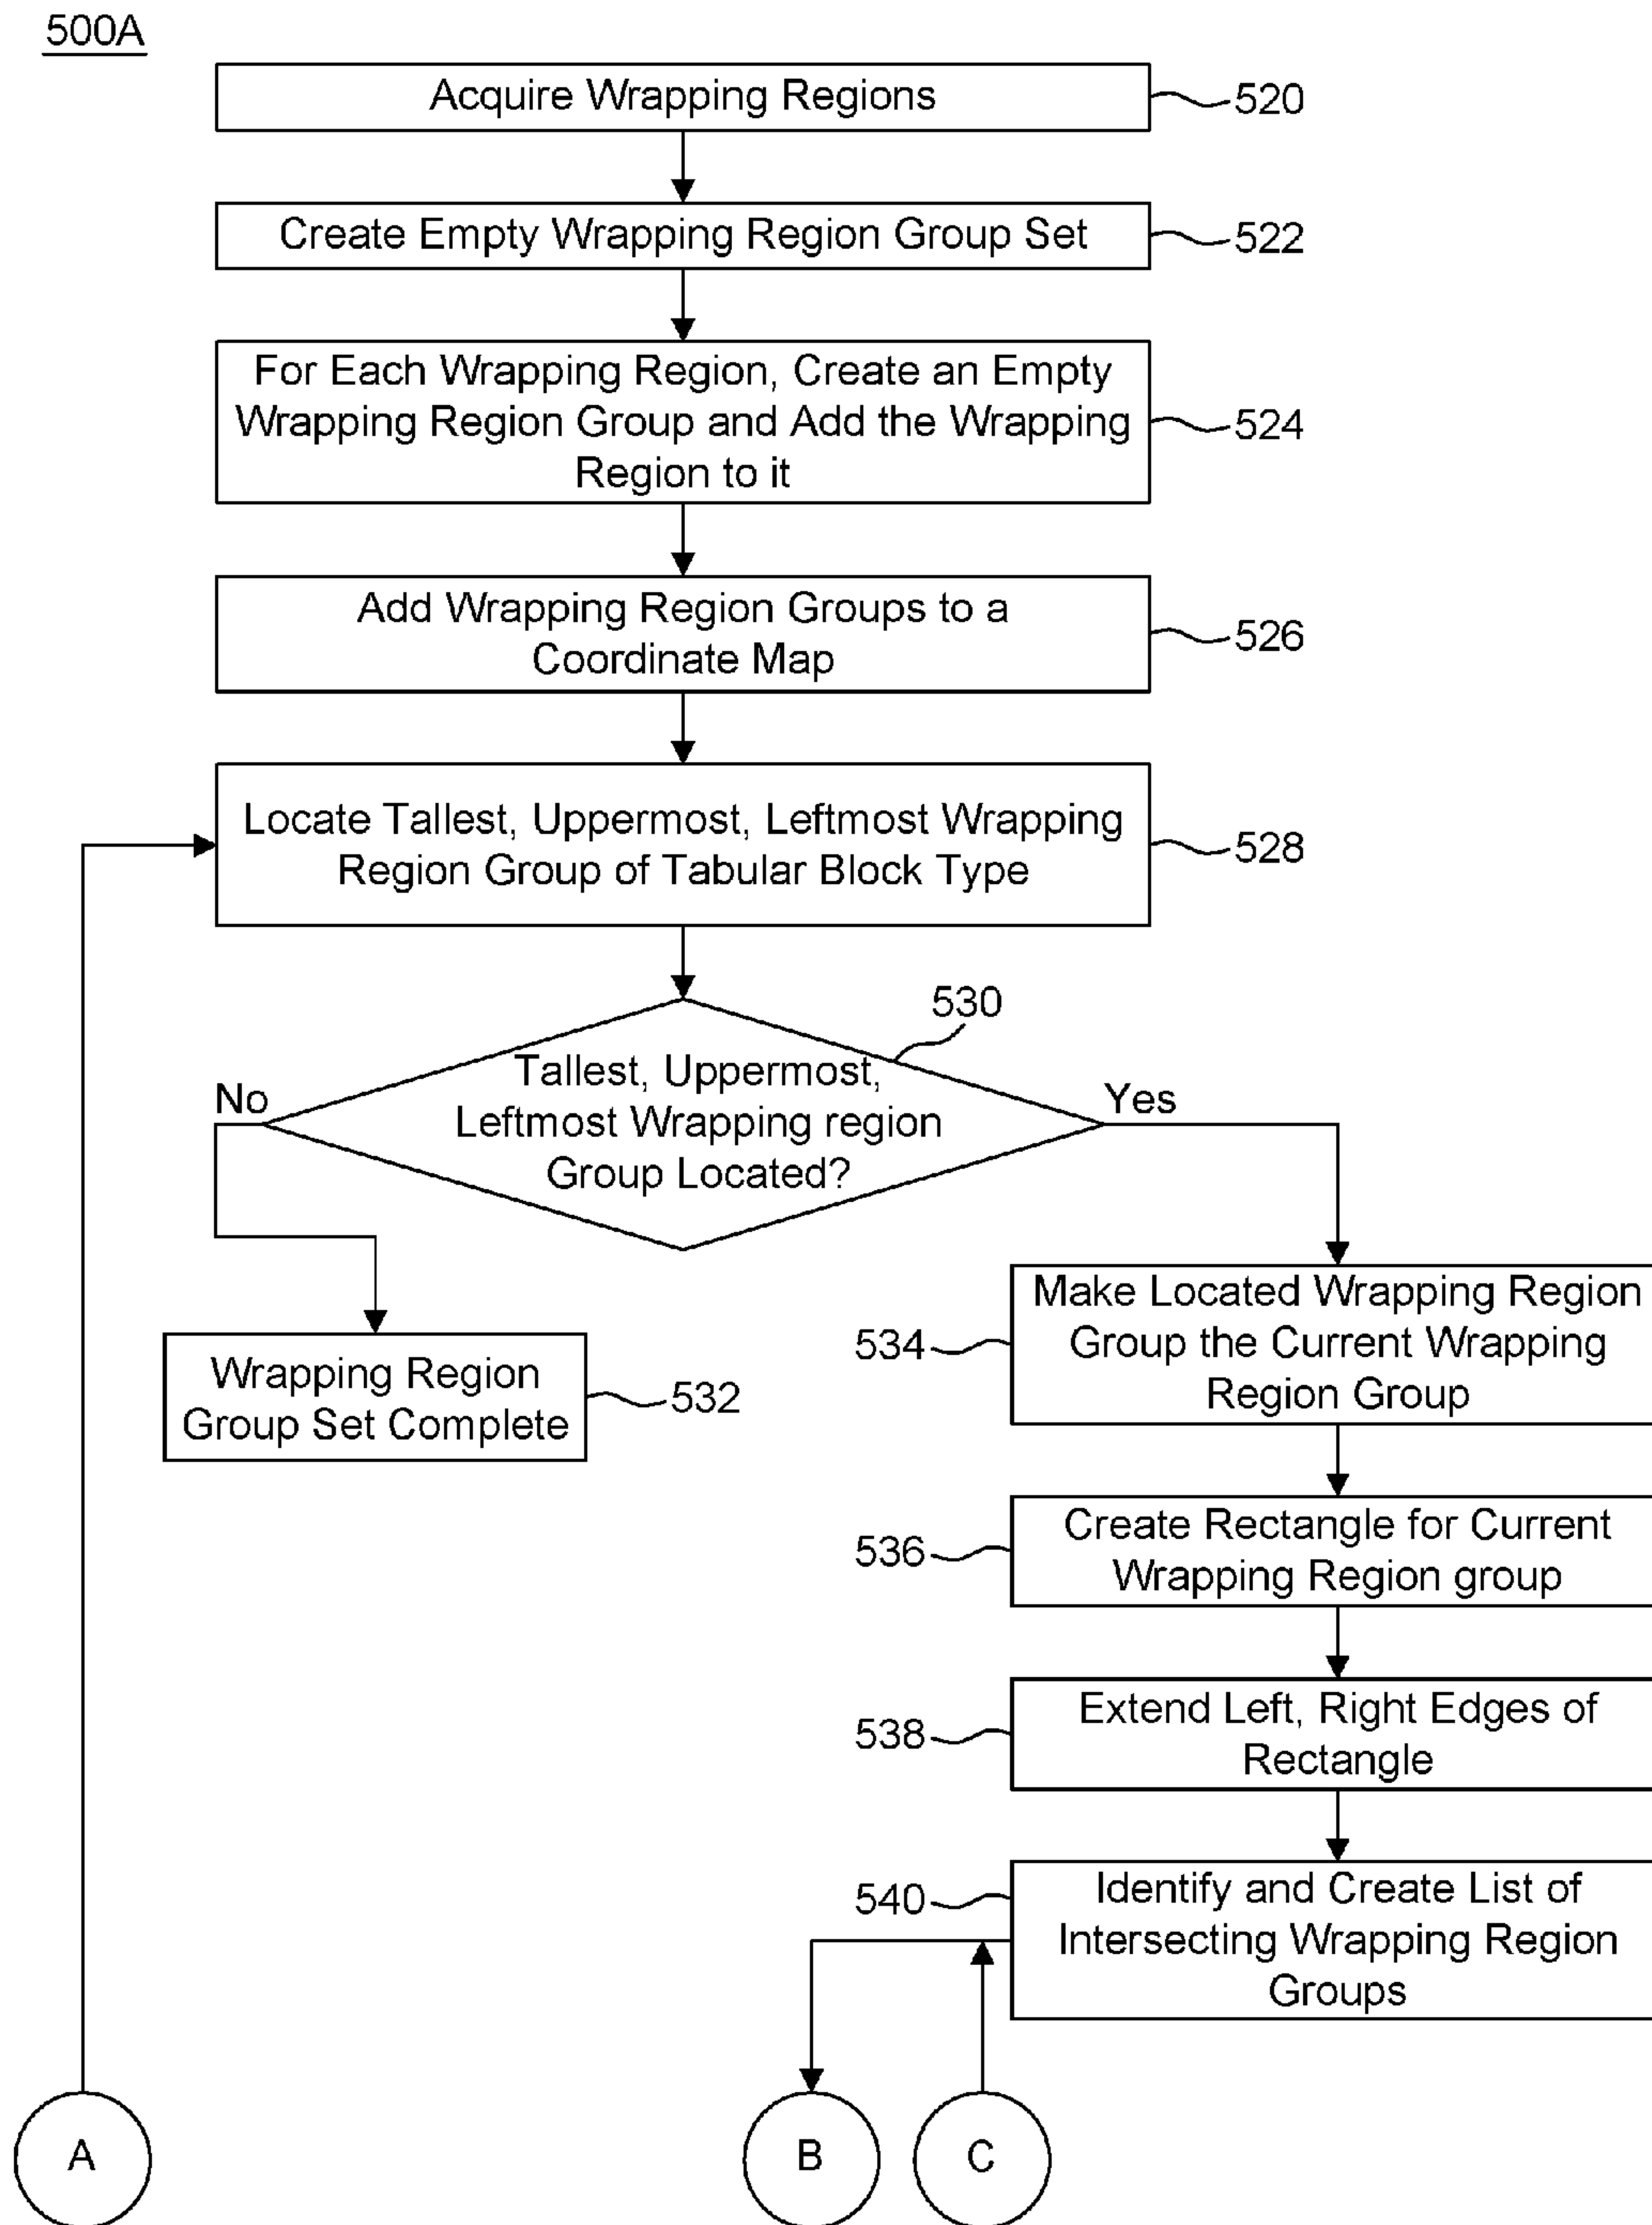 500A
Acquire Wrapping Regions
520
Create Empty Wrapping Region Group Set
522
For Each Wrapping Region, Create an Empty
Wrapping Region Group and Add the Wrapping
Region to it
524
Add Wrapping Region Groups to a
Coordinate Map
526
Locate Tallest, Uppermost, Leftmost Wrapping
Region Group of Tabular Block Type
528
530
Tallest, Uppermost,
Leftmost Wrapping region
Group Located?
No
Yes
Wrapping Region
Group Set Complete
532
Make Located Wrapping Region
Group the Current Wrapping
Region Group
534
Create Rectangle for Current
Wrapping Region group
536
Extend Left, Right Edges of
Rectangle
538
Identify and Create List of
Intersecting Wrapping Region
Groups
540
A
B
C